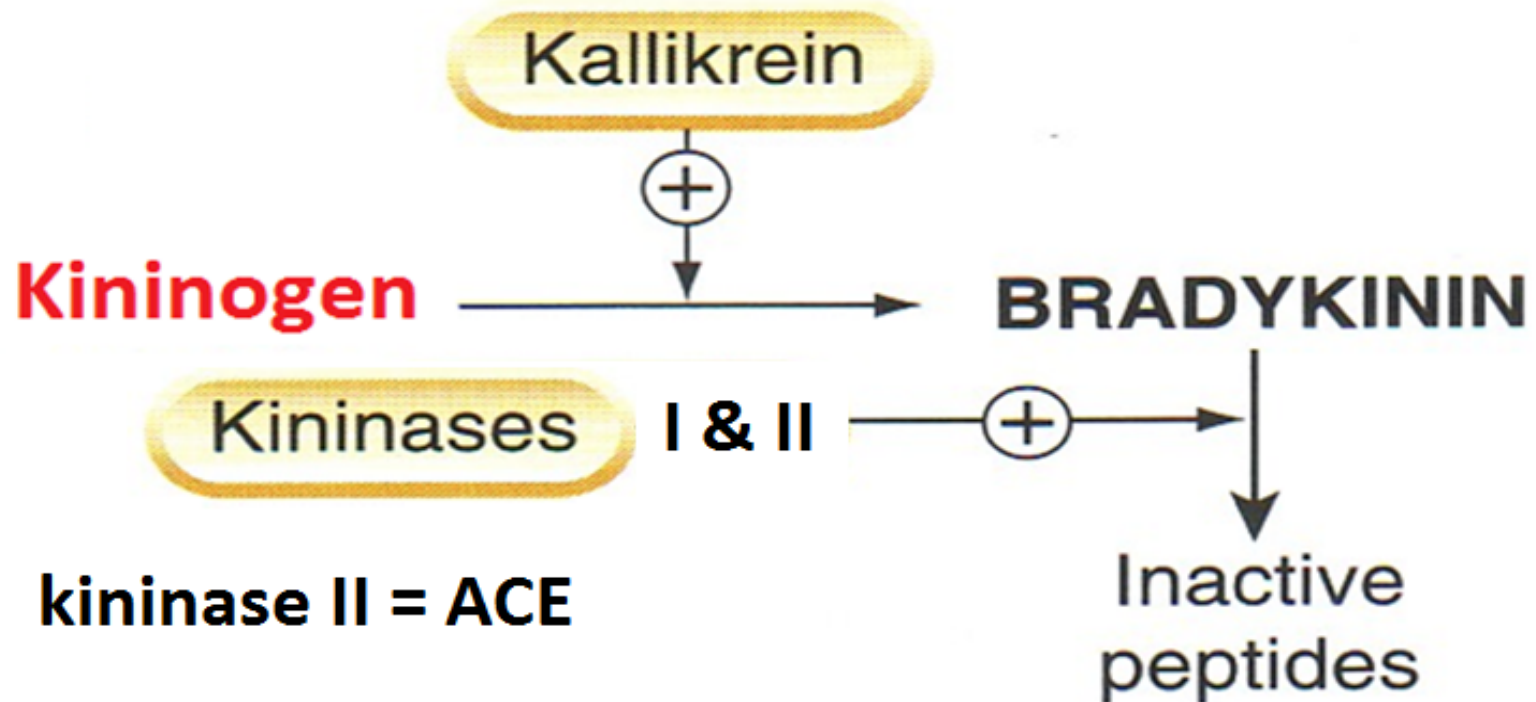 Kallikrein
+
Kininogen
BRADYKININ
Kininases I & II
+
kininase II = ACE
Inactive
peptides